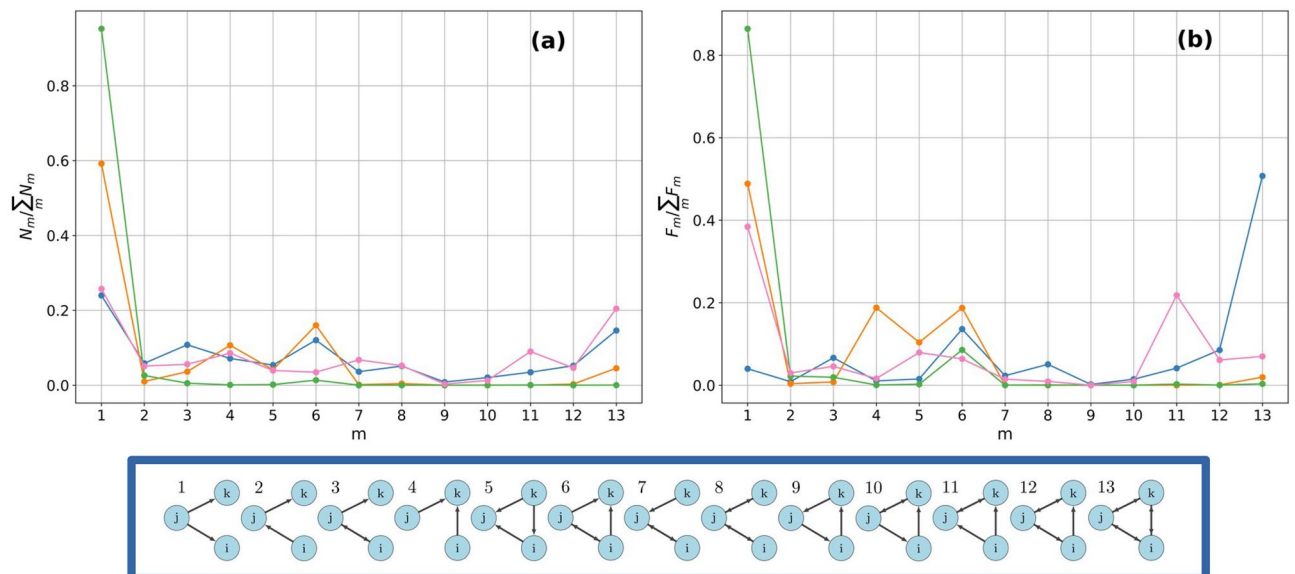 (a)
0.8
0.6
0.4
0.2
0.0
N_m/∑_m N_m
1 2 3 4 5 6 7 8 9 10 11 12 13
m
(b)
0.8
0.6
0.4
0.2
0.0
F_m/∑_m F_m
1 2 3 4 5 6 7 8 9 10 11 12 13
m
1 2 3 4 5 6 7 8 9 10 11 12 13
k k k k k k k k k k k k k
j j j j j j j j j j j j j
i i i i i i i i i i i i i